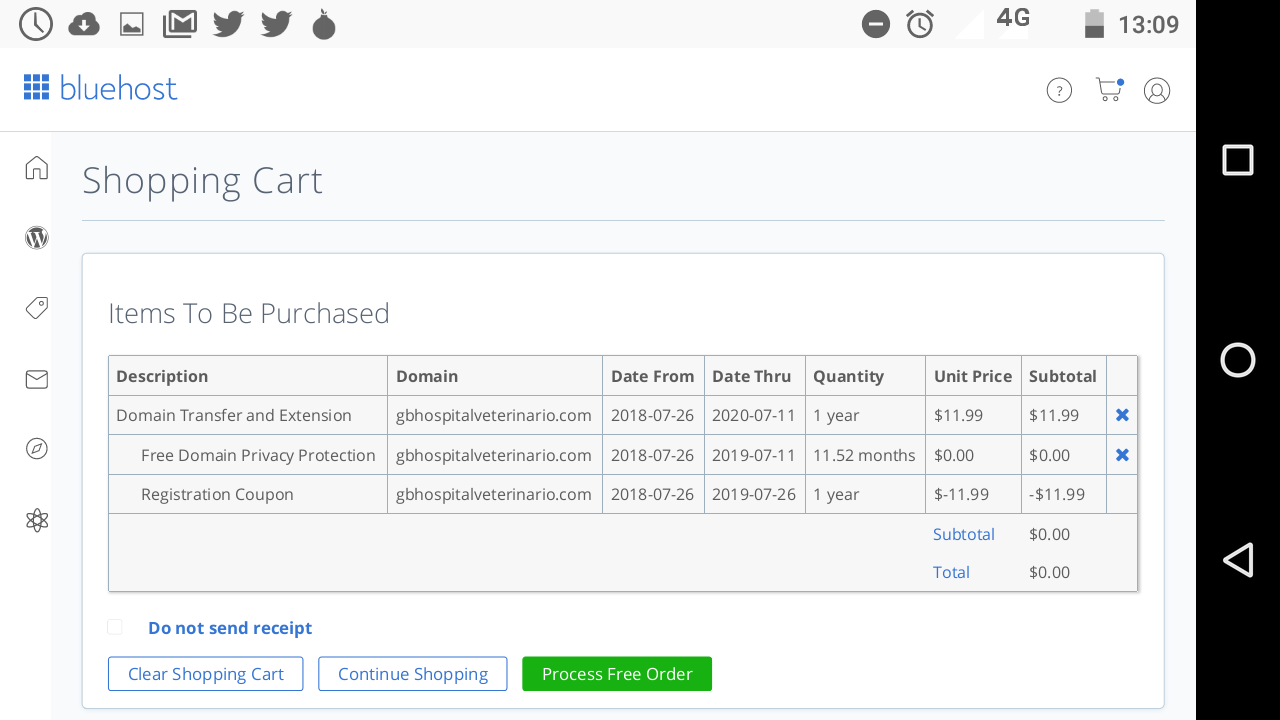 4G 13:09
bluehost
?
Shopping Cart
Items To Be Purchased
Description Domain Date From Date Thru Quantity Unit Price Subtotal
Domain Transfer and Extension gbhospitalveterinario.com 2018-07-26 2020-07-11 1 year $11.99 $11.99
Free Domain Privacy Protection gbhospitalveterinario.com 2018-07-26 2019-07-11 11.52 months $0.00 $0.00
Registration Coupon gbhospitalveterinario.com 2018-07-26 2019-07-26 1 year $-11.99 -$11.99
Subtotal $0.00
Total $0.00
Do not send receipt
Clear Shopping Cart Continue Shopping Process Free Order